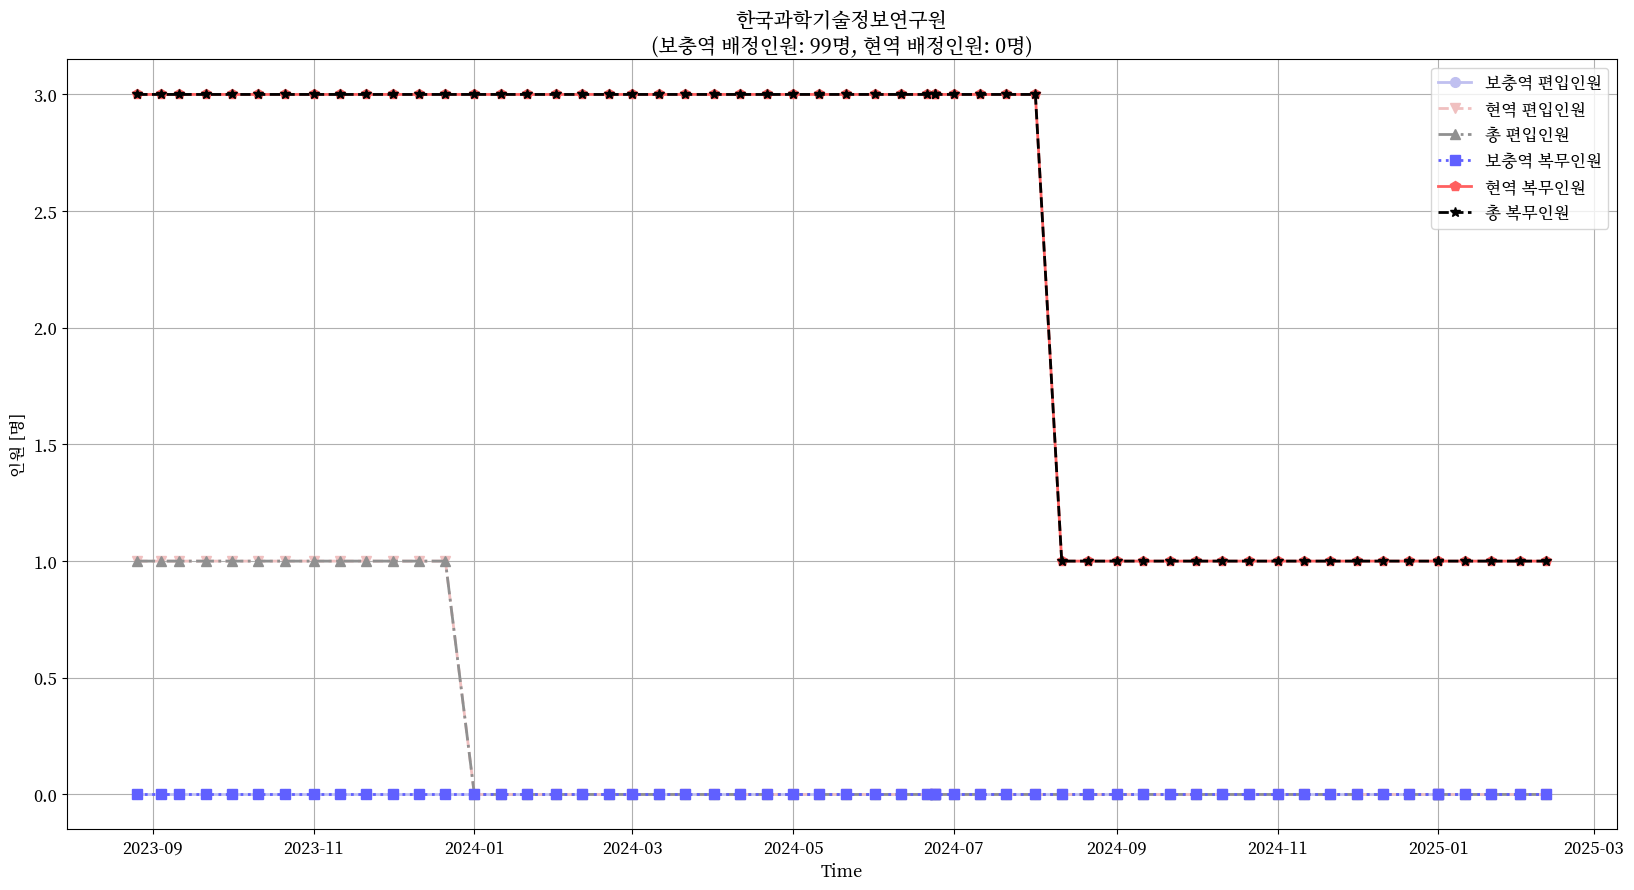 한국과학기술정보연구원
(보충역 배정인원: 99명, 현역 배정인원: 0명)
보충역 편입인원
현역 편입인원
총 편입인원
보충역 복무인원
현역 복무인원
총 복무인원
인원 [명]
3.0
2.5
2.0
1.5
1.0
0.5
0.0
2023-09
2023-11
2024-01
2024-03
2024-05
2024-07
2024-09
2024-11
2025-01
2025-03
Time